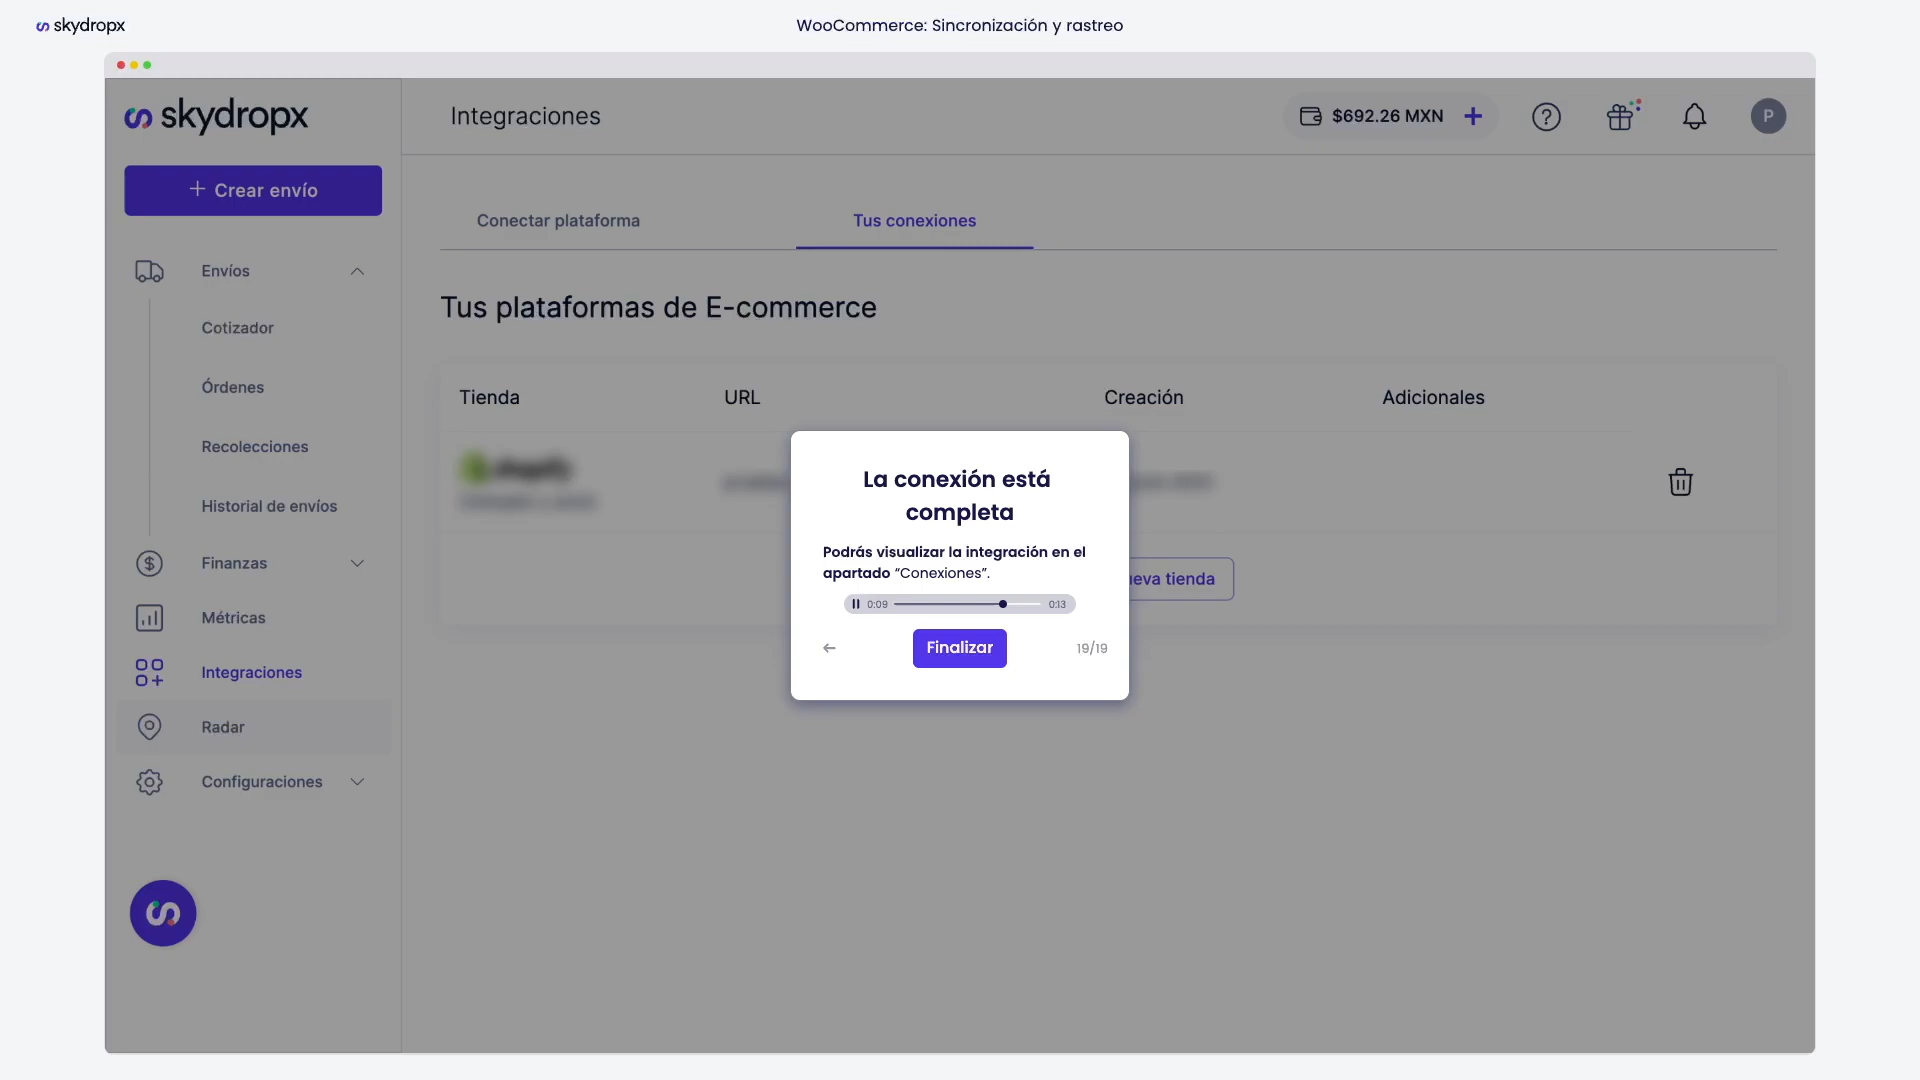 skydropx
WooCommerce: Sincronización y rastreo
skydropx
Integraciones
$692.26 MXN
P
Crear envío
Conectar plataforma
Tus conexiones
Envíos
Cotizador
Órdenes
Recolecciones
Historial de envíos
Finanzas
Métricas
Integraciones
Radar
Configuraciones
Tus plataformas de E-commerce
Tienda URL Creación Adicionales
tienda
La conexión está
completa
Podrás visualizar la integración en el
apartado “Conexiones”.
0:09 0:13
Finalizar
19/19